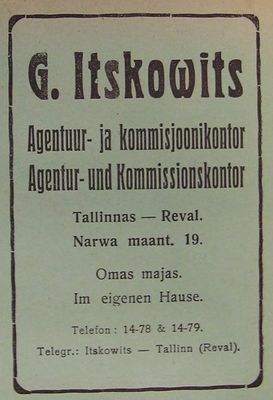 G. Itskowits
Agentuur- ja kommisjoonikontor
Agentur- und Kommissionskontor
Tallinnas — Reval.
Narwa maant. 19.
Omas majas.
Im eigenen Hause.
Telefon: 14-78 & 14-79.
Telegr.: Itskowits — Tallinn (Reval).